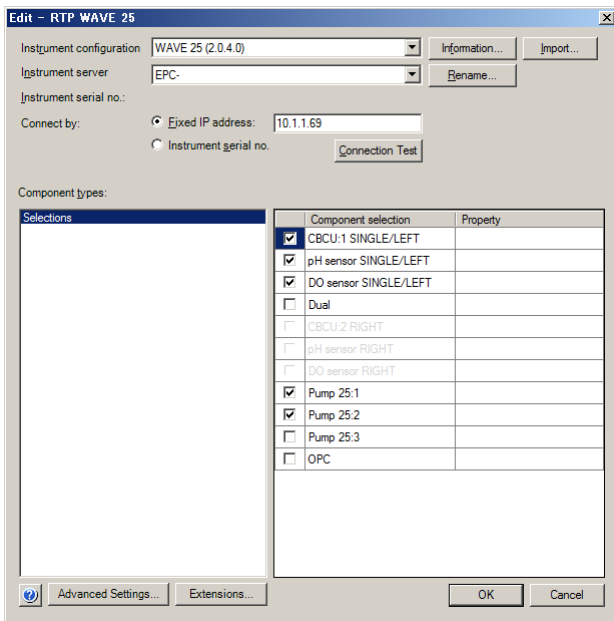 Edit - RTP WAVE 25
Instrument configuration WAVE 25 (2.0.4.0) Information... Import...
Instrument server EPC- Rename...
Instrument serial no.:
Connect by: Fixed IP address: 10.1.1.69
Instrument serial no. Connection Test
Component types:
Selections
Component selection Property
CBCU:1 SINGLE/LEFT
pH sensor SINGLE/LEFT
DO sensor SINGLE/LEFT
Dual
CBCU:2 RIGHT
pH sensor RIGHT
DO sensor RIGHT
Pump 25:1
Pump 25:2
Pump 25:3
OPC
Advanced Settings... Extensions... OK Cancel